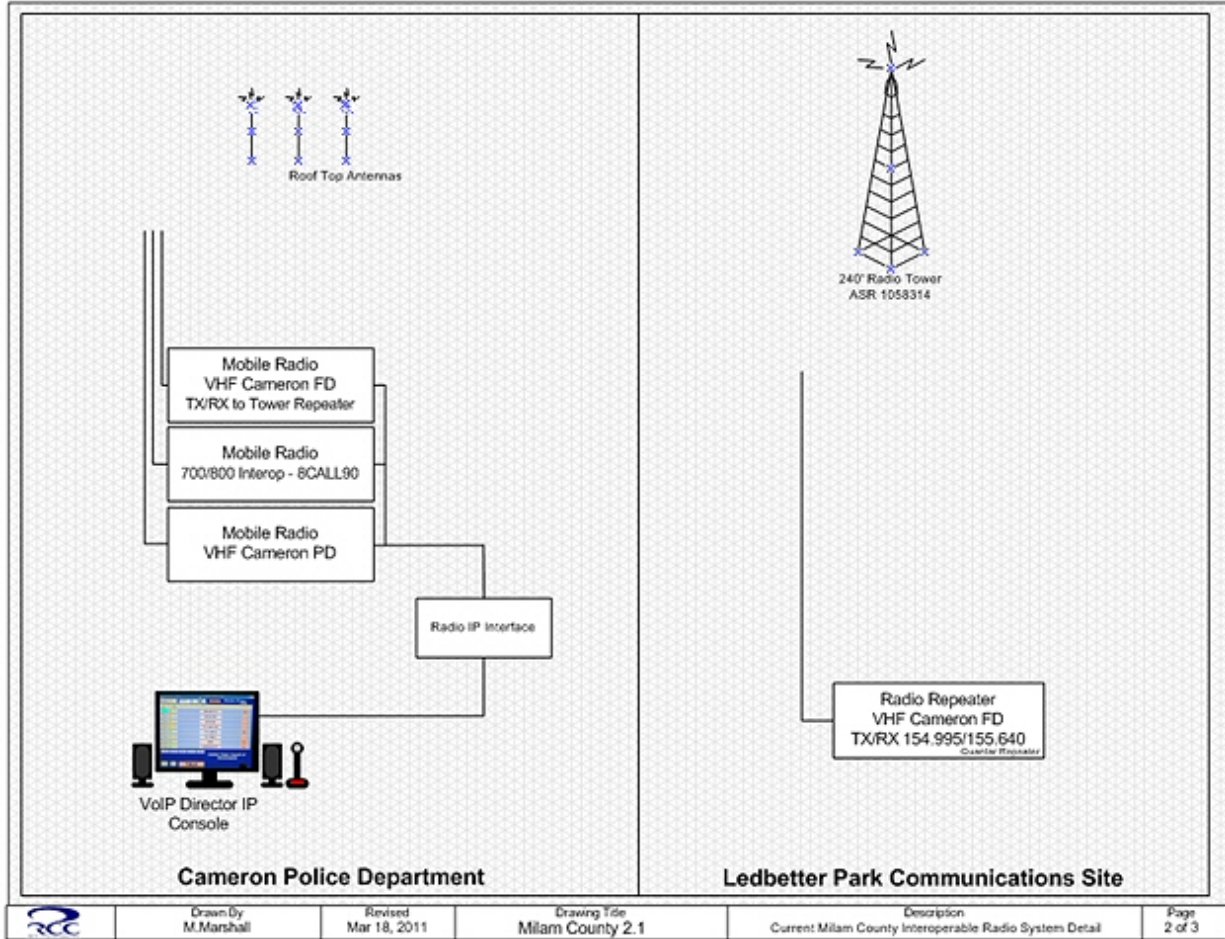 Roof Top Antennas
240' Radio Tower
ASR 1058314
Mobile Radio
VHF Cameron FD
TX/RX to Tower Repeater
Mobile Radio
700/800 Interop - 8CALL90
Mobile Radio
VHF Cameron PD
Radio IP Interface
VoIP Director IP
Console
Radio Repeater
VHF Cameron FD
TX/RX 154.995/155.640
Repeater
Cameron Police Department
Ledbetter Park Communications Site
RCC
Drawn By
M.Marshall
Revised
Mar 18, 2011
Drawing Title
Milam County 2.1
Description
Current Milam County Interoperable Radio System Detail
Page
2 of 3